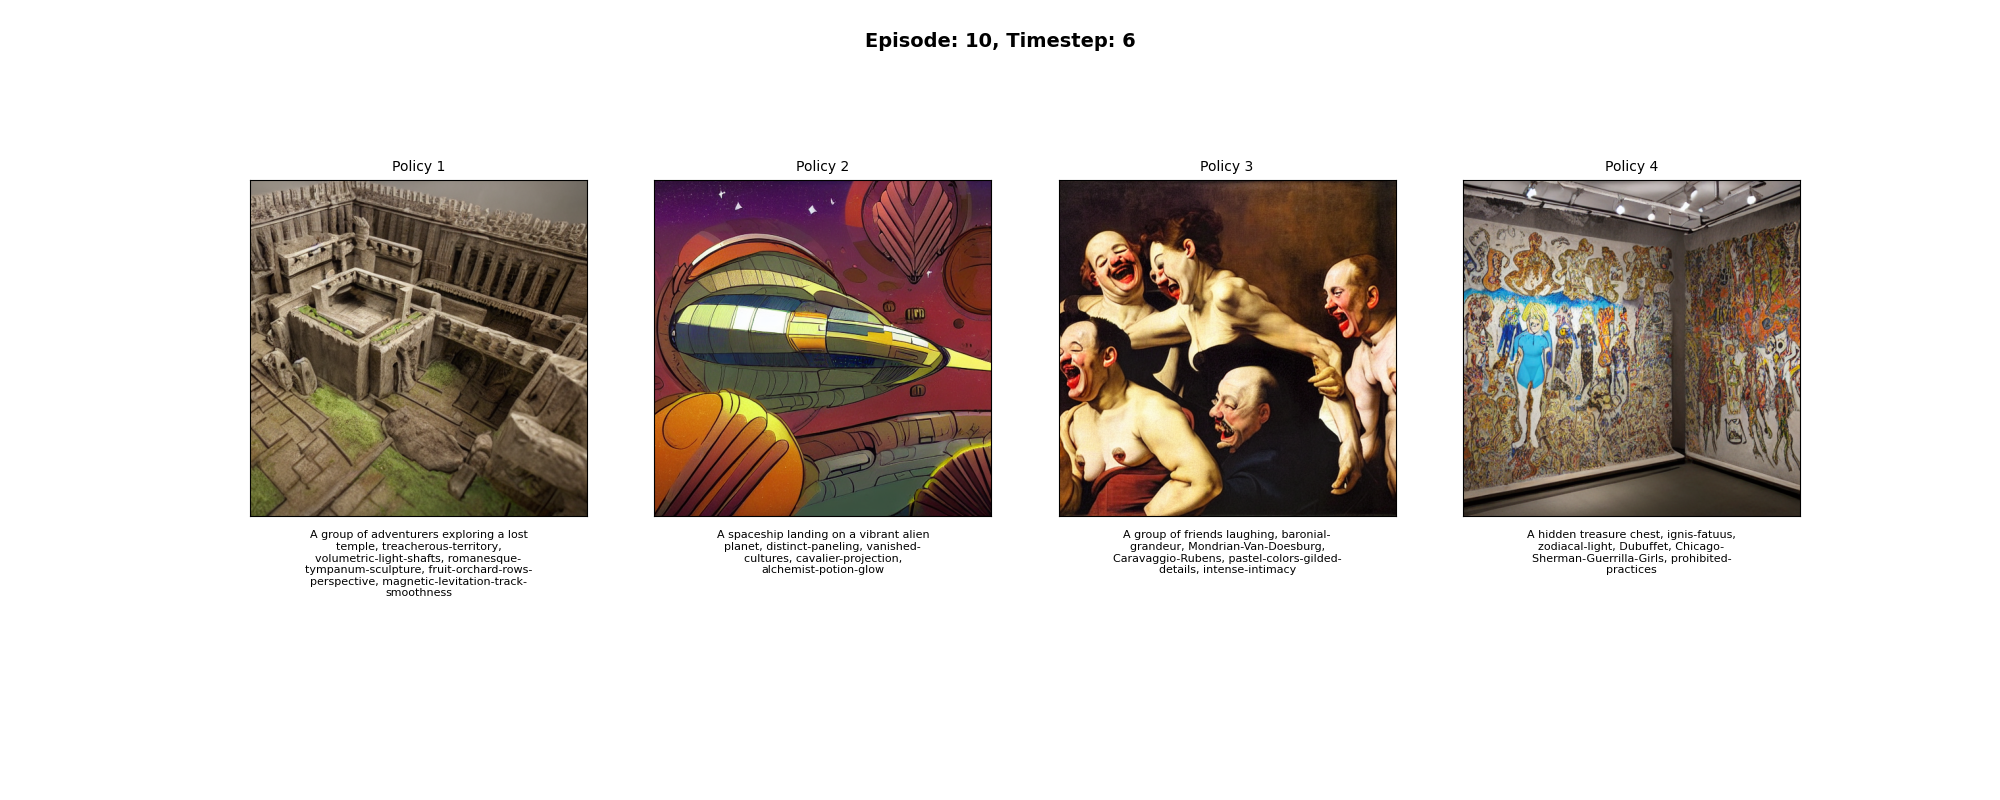 Episode: 10, Timestep: 6
Policy 1
A group of adventurers exploring a lost
temple, treacherous-territory,
volumetric-light-shafts, romanesque-
tympanum-sculpture, fruit-orchard-rows-
perspective, magnetic-levitation-track-
smoothness
Policy 2
A spaceship landing on a vibrant alien
planet, distinct-paneling, vanished-
cultures, cavalier-projection,
alchemist-potion-glow
Policy 3
A group of friends laughing, baronial-
grandeur, Mondrian-Van-Doesburg,
Caravaggio-Rubens, pastel-colors-gilded-
details, intense-intimacy
Policy 4
A hidden treasure chest, ignis-fatuus,
zodiacal-light, Dubuffet, Chicago-
Sherman-Guerrilla-Girls, prohibited-
practices